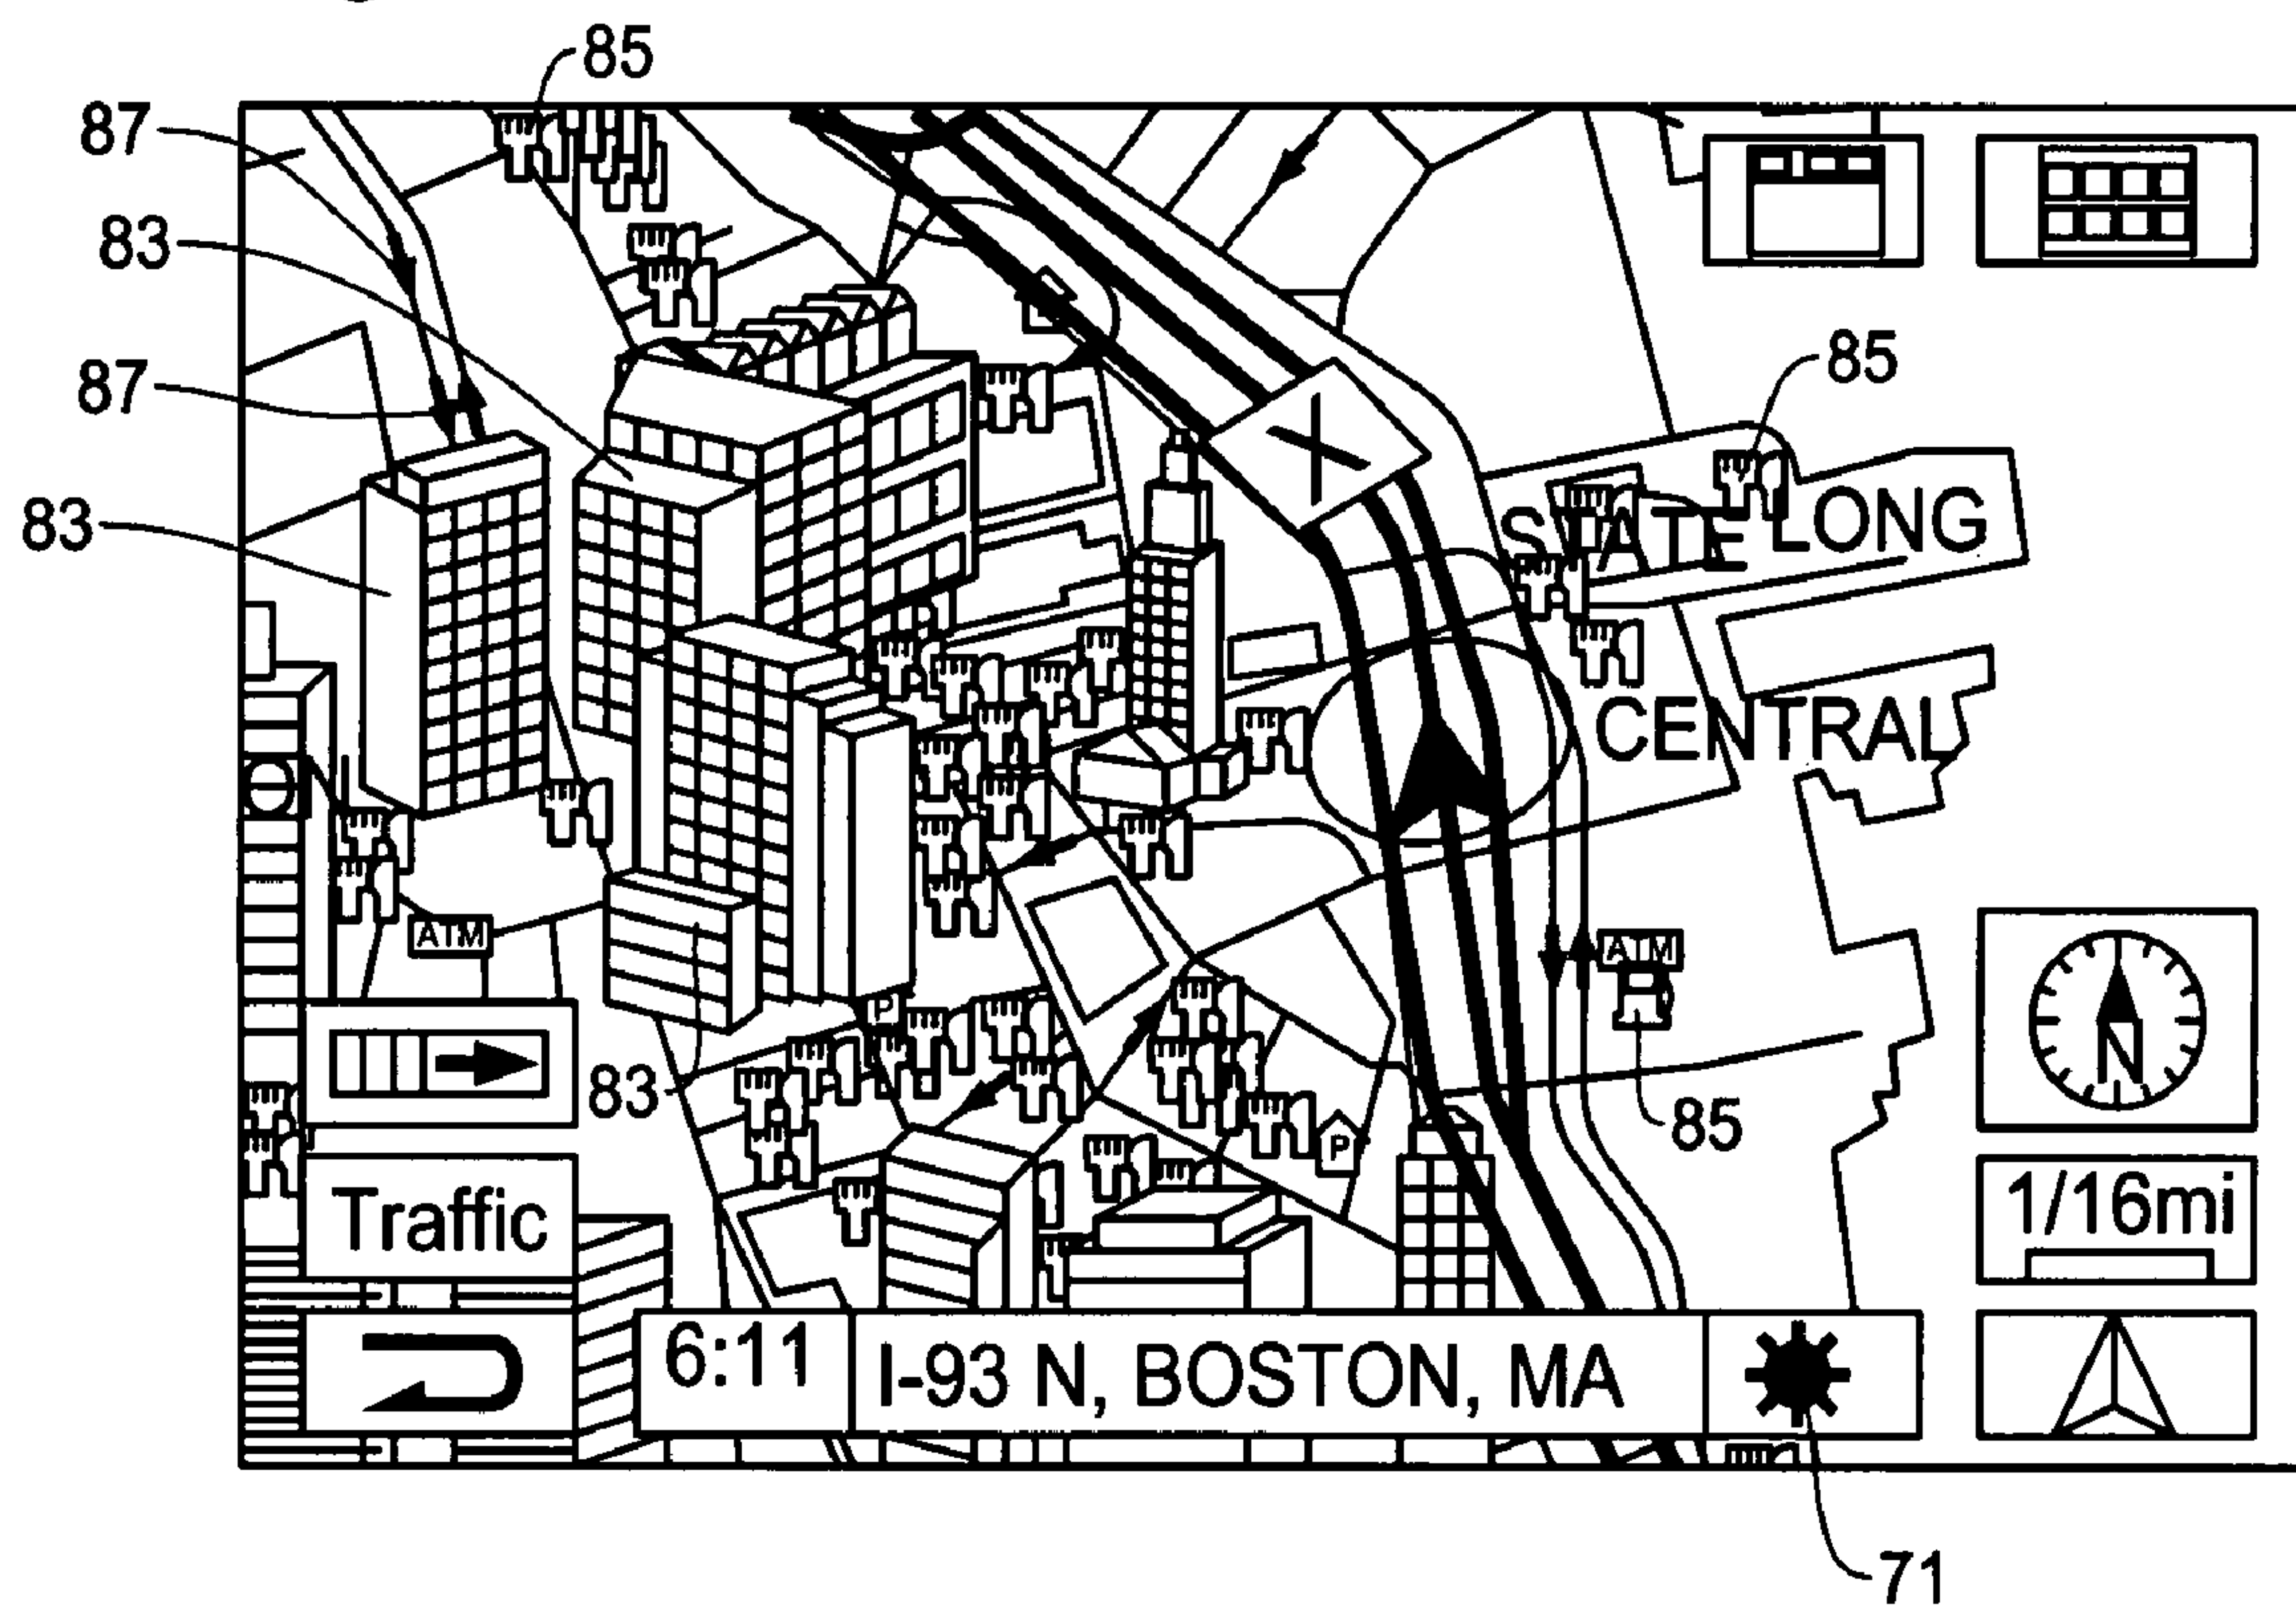 85
87
83
85
87
83
STATE LONG
CENTRAL
ATM
ATM
P
N
83
85
P
1/16mi
Traffic
6:11
I-93 N, BOSTON, MA
71